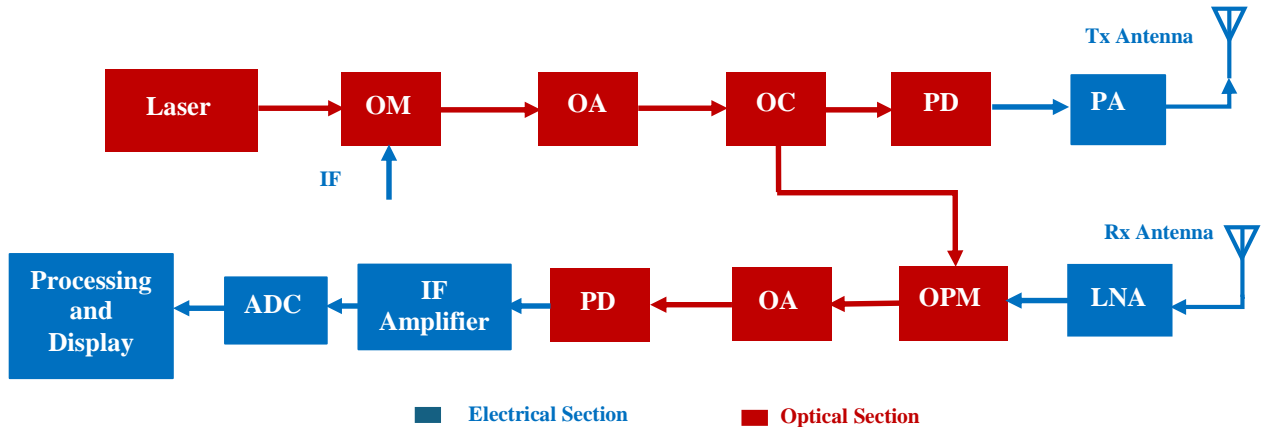 Tx Antenna
Laser
OM
OA
OC
PD
PA
IF
Rx Antenna
Processing
and
Display
ADC
IF
Amplifier
PD
OA
OPM
LNA
Electrical Section
Optical Section